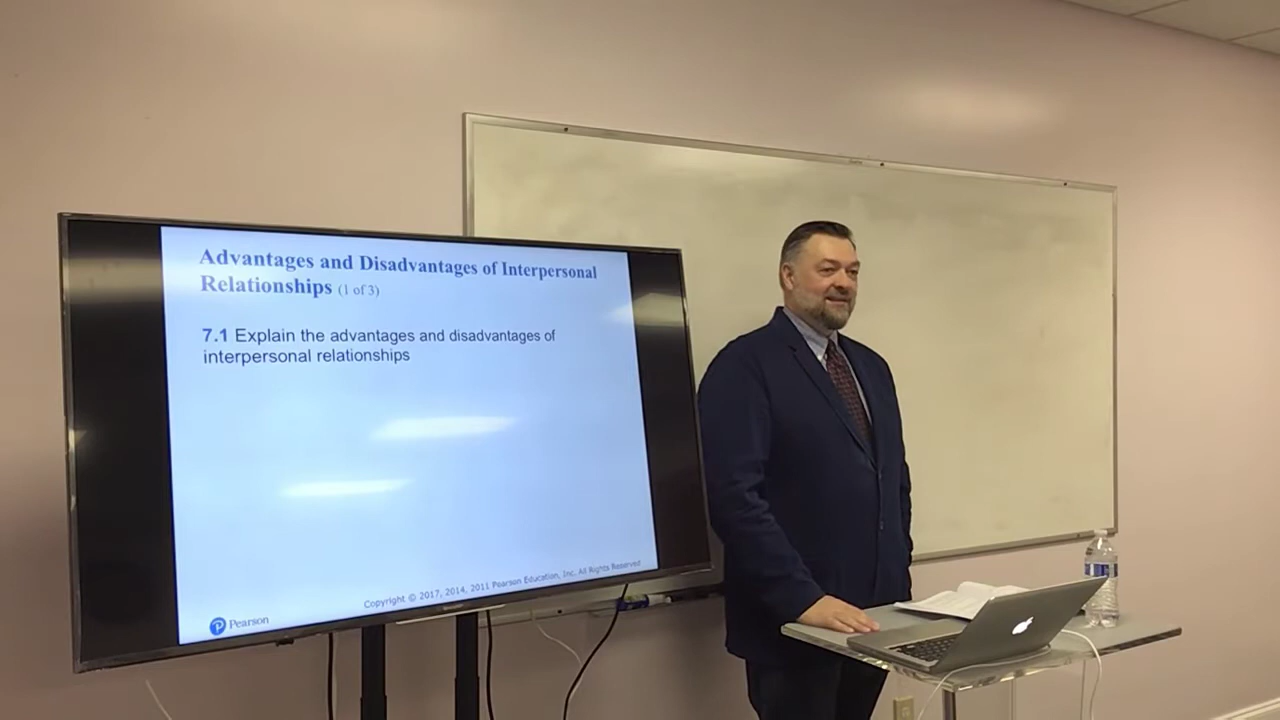 Advantages and Disadvantages of Interpersonal
Relationships (1 of 3)
7.1 Explain the advantages and disadvantages of
interpersonal relationships
Copyright © 2017, 2014, 2011 Pearson Education, Inc. All Rights Reserved
Pearson